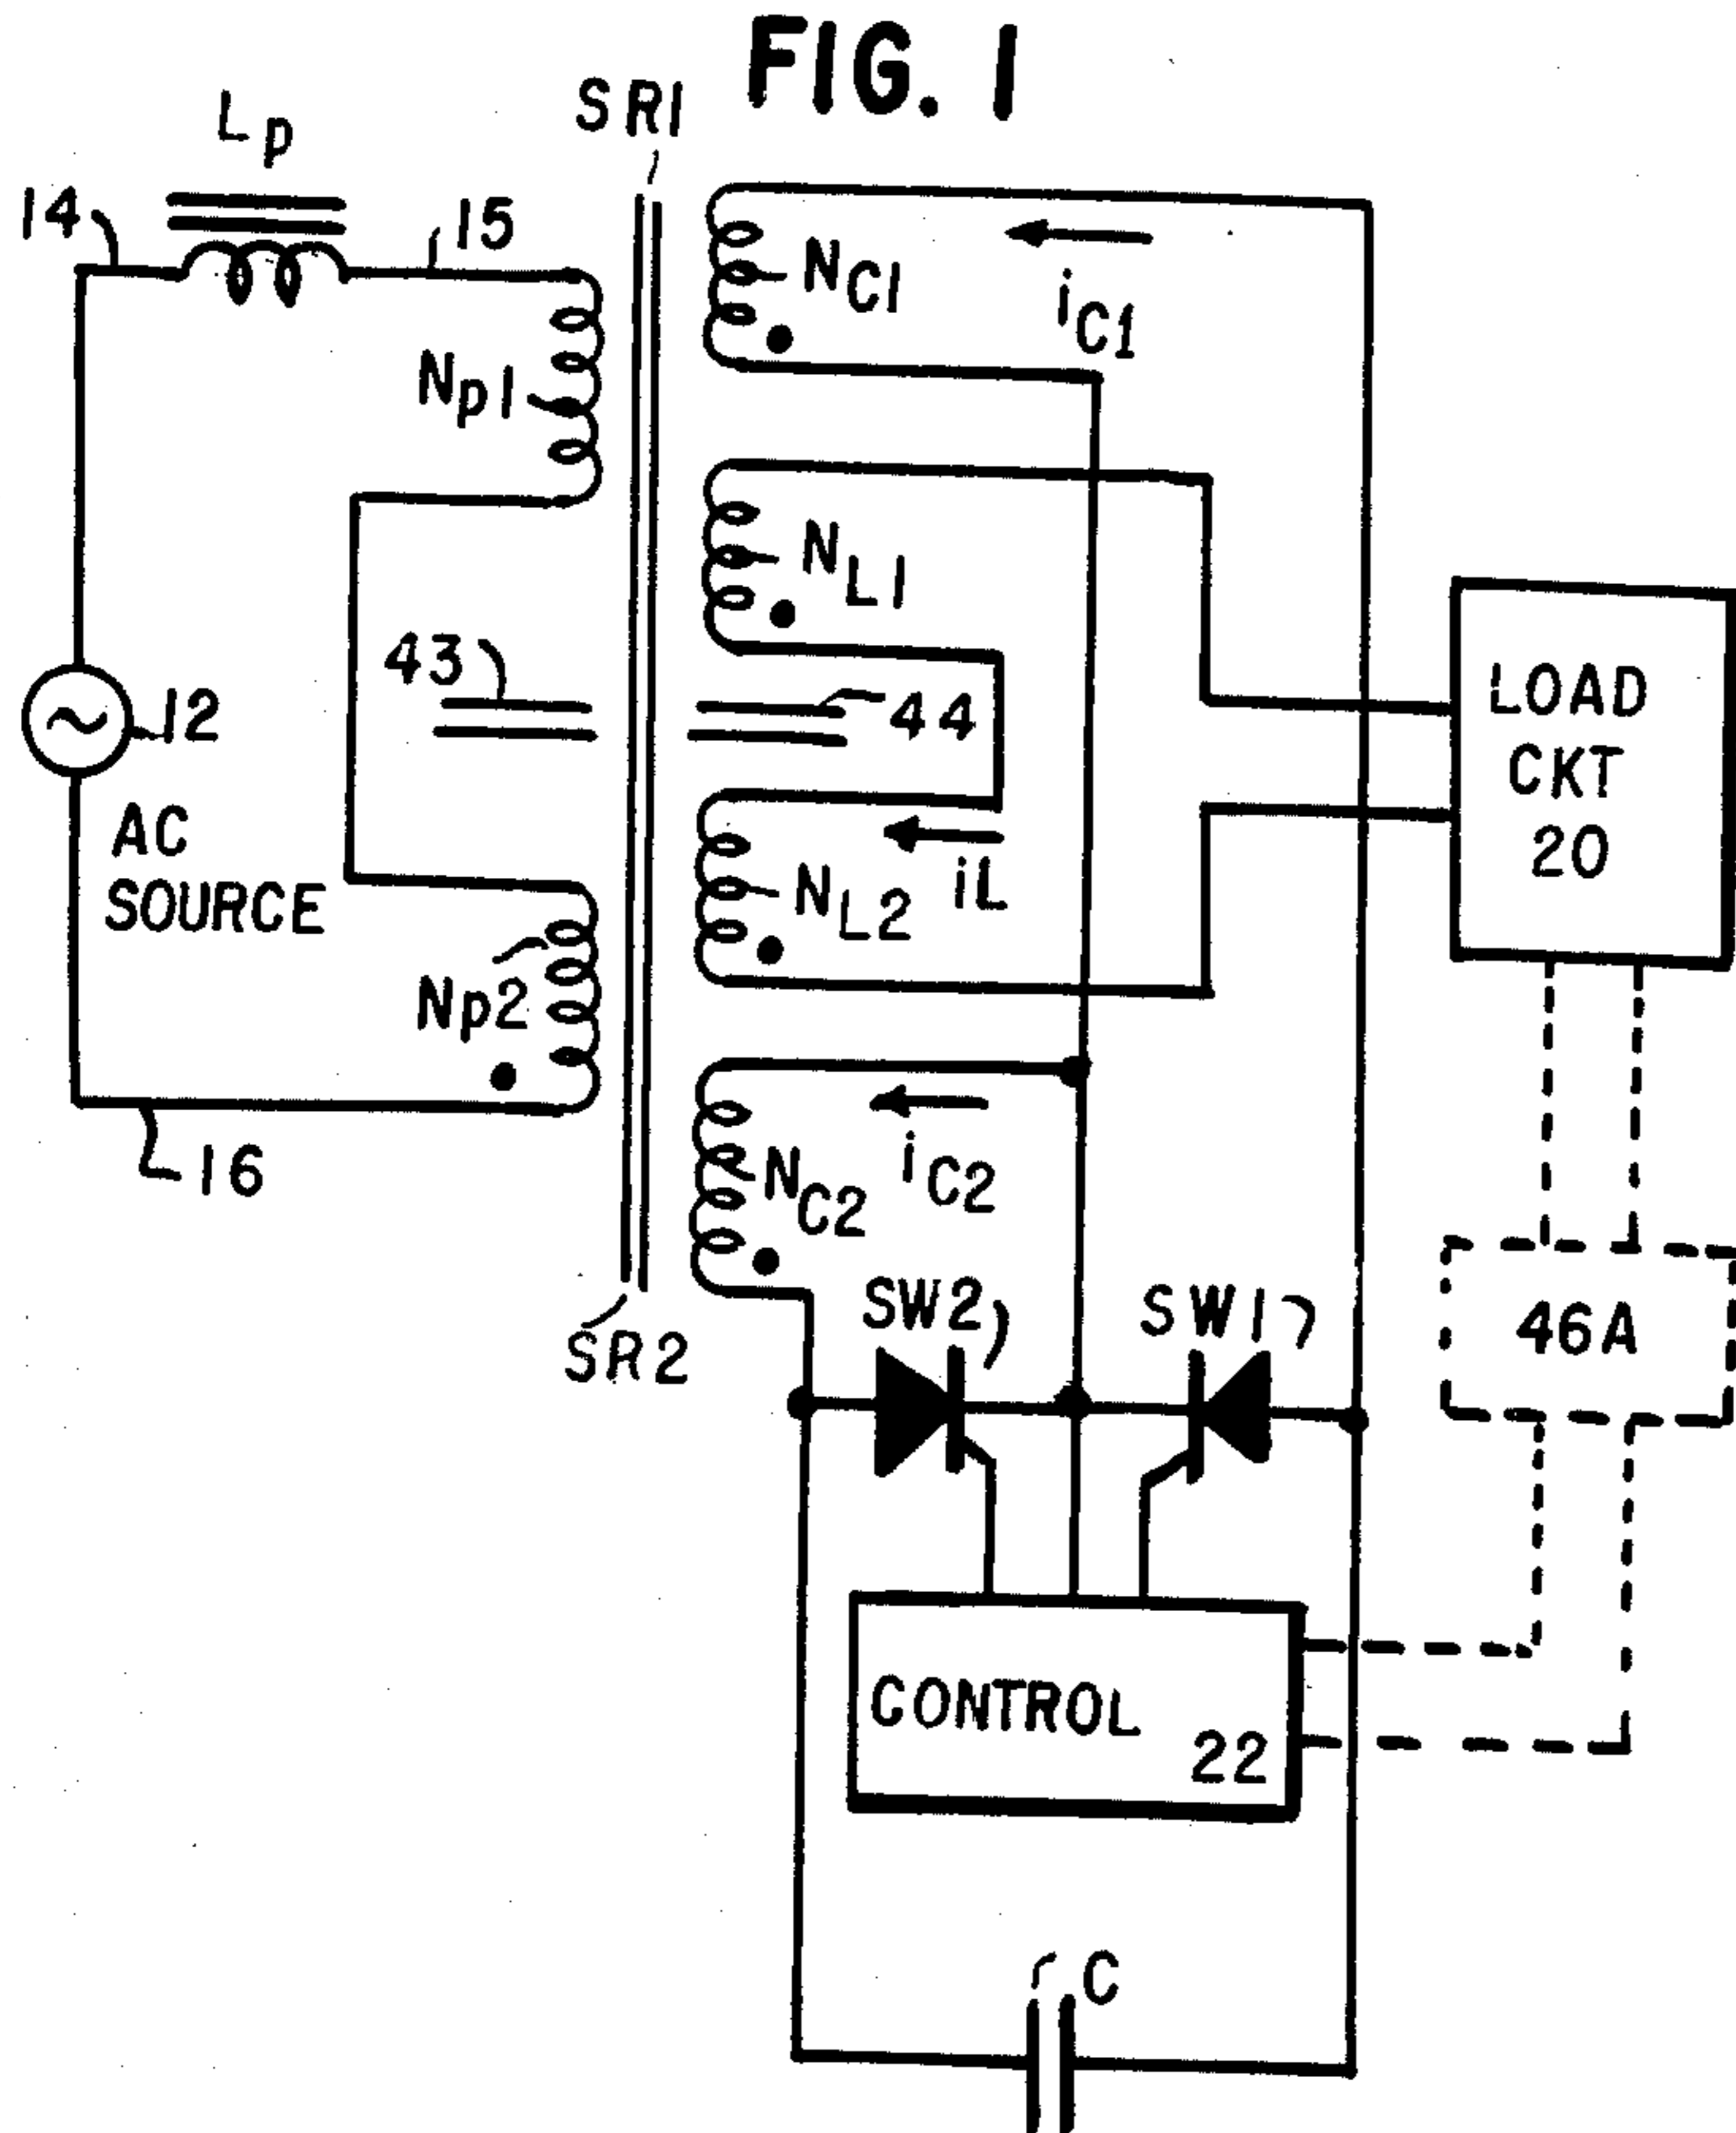 FIG. 1
SR1
Lp
14
15
NC1
iC1
Np1
NL1
43
44
12
AC
SOURCE
LOAD
CKT
20
NL2
iL
Np2
16
NC2
iC2
SW2
SW1
SR2
46A
CONTROL
22
C